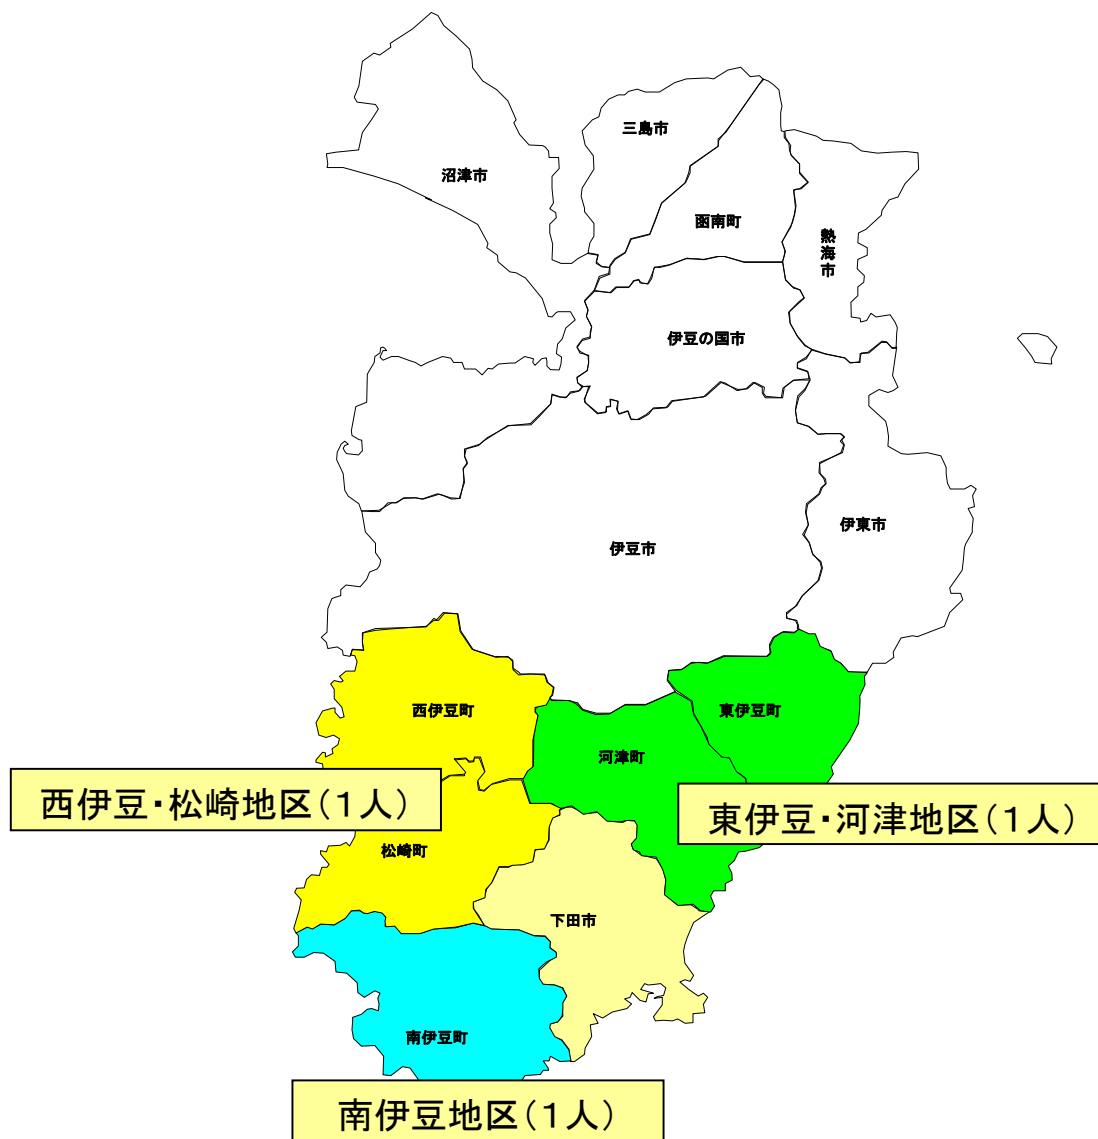 三島市
沼津市
函南町
熱海市
伊豆の国市
伊東市
伊豆市
西伊豆町
東伊豆町
河津町
西伊豆・松崎地区(1人)
東伊豆・河津地区(1人)
松崎町
下田市
南伊豆町
南伊豆地区(1人)